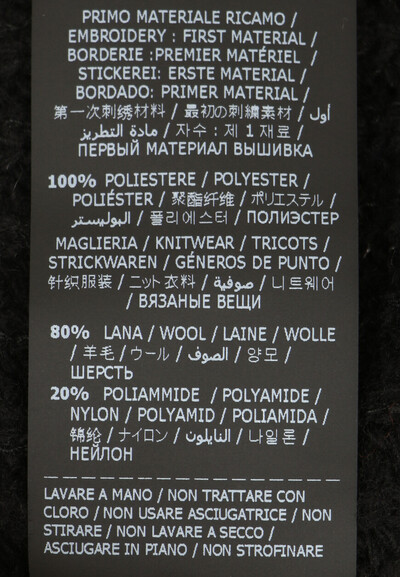 PRIMO MATERIALE RICAMO /
EMBROIDERY : FIRST MATERIAL /
BORDERIE :PREMIER MATÉRIEL /
STICKEREI: ERSTE MATERIAL /
BORDADO: PRIMER MATERIAL /
第一次刺绣材料 / 最初の刺繍素材 / أول
مادة التطريز / 자수 : 제 1 재료 /
ПЕРВЫЙ МАТЕРИАЛ ВЫШИВКА
100% POLIESTERE / POLYESTER /
POLIÉSTER / 聚酯纤维 / ポリエステル /
البوليستر / 폴리에스터 / ПОЛИЭСТЕР
MAGLIERIA / KNITWEAR / TRICOTS /
STRICKWAREN / GÉNEROS DE PUNTO /
针织服装 / ニット 衣料 / صوفية / 니트웨어
/ ВЯЗАНЫЕ ВЕЩИ
80% LANA / WOOL / LAINE / WOLLE
/ 羊毛 / ウール / الصوف / 양모 /
ШЕРСТЬ
20% POLIAMMIDE / POLYAMIDE /
NYLON / POLYAMID / POLIAMIDA /
/ 锦纶 / ナイロン / النايلون / 나일론 /
НЕЙЛОН
LAVARE A MANO / NON TRATTARE CON
CLORO / NON USARE ASCIUGATRICE / NON
STIRARE / NON LAVARE A SECCO /
ASCIUGARE IN PIANO / NON STROFINARE